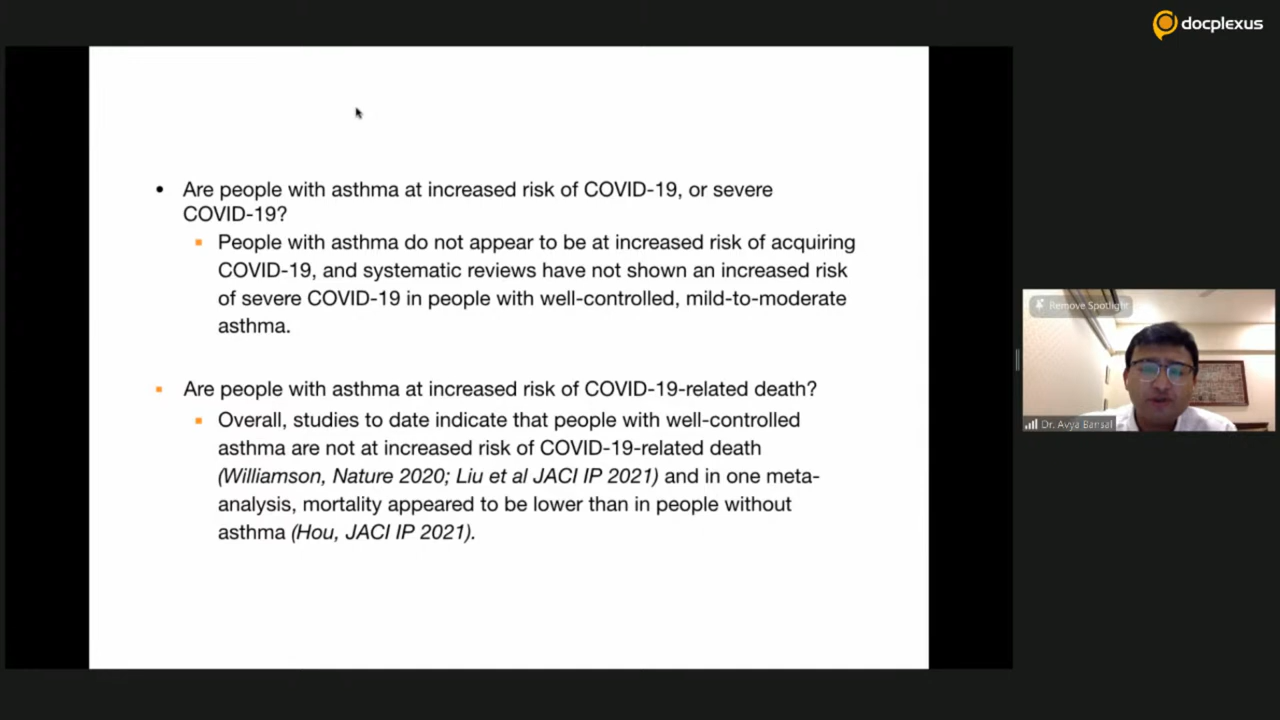 docplexus
• Are people with asthma at increased risk of COVID-19, or severe
COVID-19?
▪ People with asthma do not appear to be at increased risk of acquiring
COVID-19, and systematic reviews have not shown an increased risk
of severe COVID-19 in people with well-controlled, mild-to-moderate
asthma.
▪ Are people with asthma at increased risk of COVID-19-related death?
▪ Overall, studies to date indicate that people with well-controlled
asthma are not at increased risk of COVID-19-related death
(Williamson, Nature 2020; Liu et al JACI IP 2021) and in one meta-
analysis, mortality appeared to be lower than in people without
asthma (Hou, JACI IP 2021).
Remove Spotlight
Dr. Avya Bansal